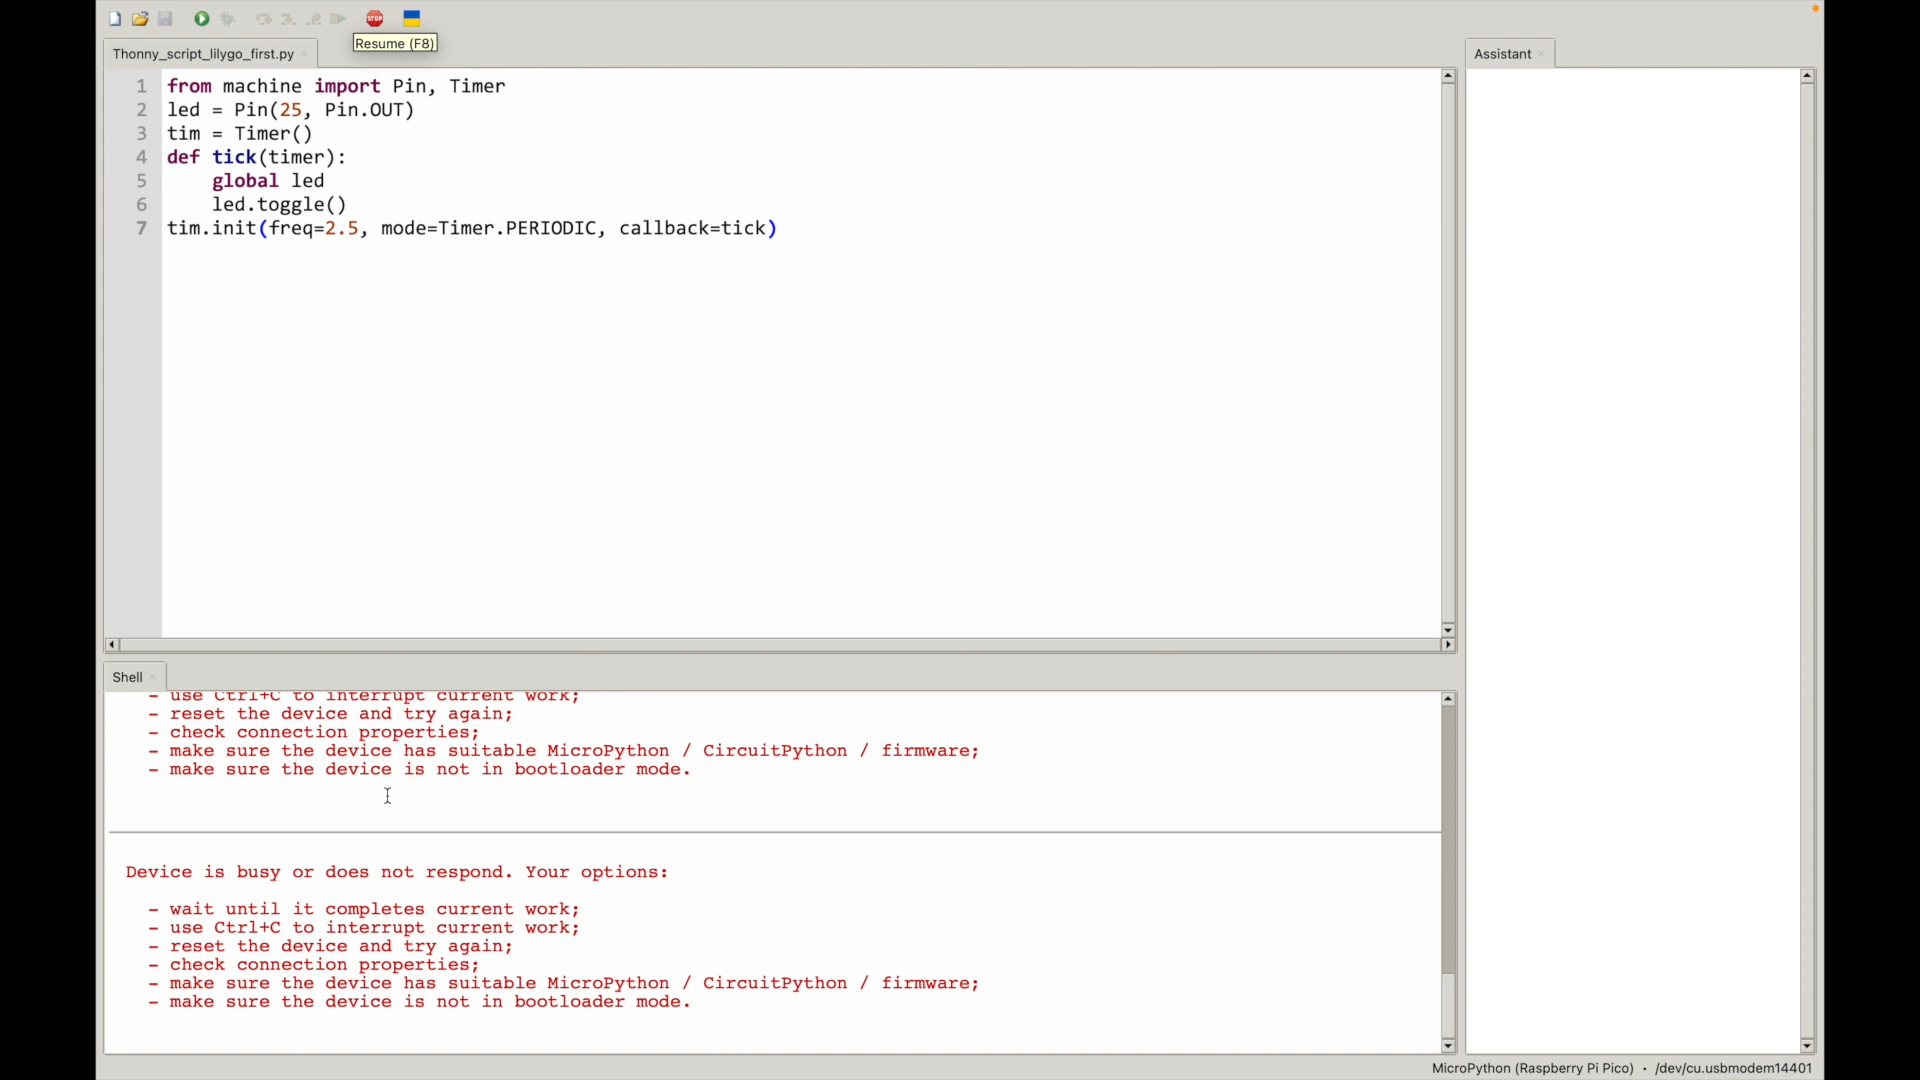 STOP
Resume (F8)
Thonny_script_lilygo_first.py
Assistant
1 from machine import Pin, Timer
2 led = Pin(25, Pin.OUT)
3 tim = Timer()
4 def tick(timer):
5     global led
6     led.toggle()
7 tim.init(freq=2.5, mode=Timer.PERIODIC, callback=tick)
Shell
- use Ctrl+C to interrupt current work;
- reset the device and try again;
- check connection properties;
- make sure the device has suitable MicroPython / CircuitPython / firmware;
- make sure the device is not in bootloader mode.
Device is busy or does not respond. Your options:
- wait until it completes current work;
- use Ctrl+C to interrupt current work;
- reset the device and try again;
- check connection properties;
- make sure the device has suitable MicroPython / CircuitPython / firmware;
- make sure the device is not in bootloader mode.
MicroPython (Raspberry Pi Pico) • /dev/cu.usbmodem14401